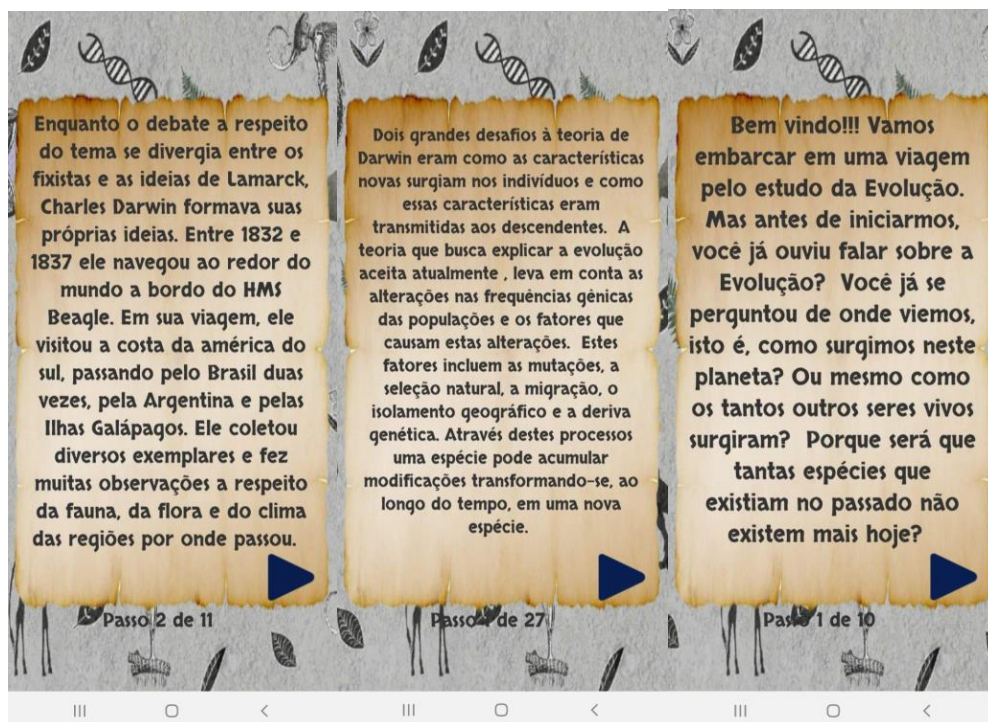 Enquanto o debate a respeito
do tema se divergia entre os
fixistas e as ideias de Lamarck,
Charles Darwin formava suas
próprias ideias. Entre 1832 e
1837 ele navegou ao redor do
mundo a bordo do HMS
Beagle. Em sua viagem, ele
visitou a costa da américa do
sul, passando pelo Brasil duas
vezes, pela Argentina e pelas
Ilhas Galápagos. Ele coletou
diversos exemplares e fez
muitas observações a respeito
da fauna, da flora e do clima
das regiões por onde passou.
Passo 2 de 11
Dois grandes desafios à teoria de
Darwin eram como as características
novas surgiam nos indivíduos e como
essas características eram
transmitidas aos descendentes. A
teoria que busca explicar a evolução
aceita atualmente , leva em conta as
alterações nas frequências gênicas
das populações e os fatores que
causam estas alterações. Estes
fatores incluem as mutações, a
seleção natural, a migração, o
isolamento geográfico e a deriva
genética. Através destes processos
uma espécie pode acumular
modificações transformando-se, ao
longo do tempo, em uma nova
espécie.
Passo de 27
Bem vindo!!! Vamos
embarcar em uma viagem
pelo estudo da Evolução.
Mas antes de iniciarmos,
você já ouviu falar sobre a
Evolução? Você já se
perguntou de onde viemos,
isto é, como surgimos neste
planeta? Ou mesmo como
os tantos outros seres vivos
surgiram? Porque será que
tantas espécies que
existiam no passado não
existem mais hoje?
Passo 1 de 10